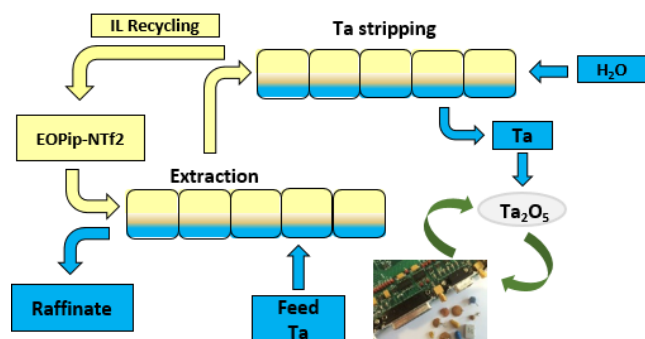 IL Recycling
Ta stripping
H₂O
EOPip-NTf2
Ta
Extraction
Ta₂O₅
Raffinate
Feed
Ta